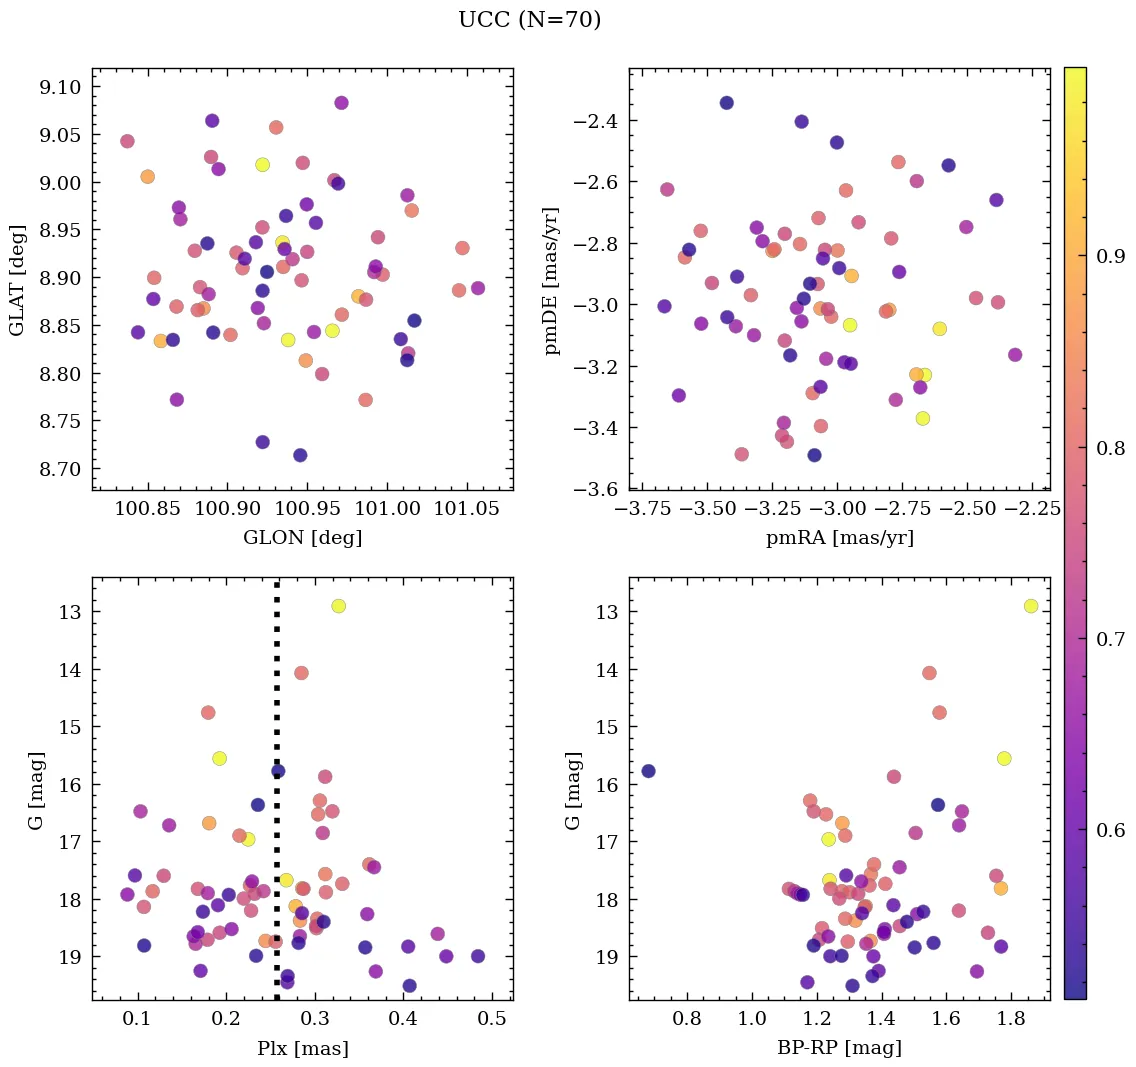 UCC (N=70)
9.10
9.05
9.00
8.95
8.90
8.85
8.80
8.75
8.70
GLAT [deg]
100.85 100.90 100.95 101.00 101.05
GLON [deg]
−2.4
−2.6
−2.8
−3.0
−3.2
−3.4
−3.6
pmDE [mas/yr]
−3.75 −3.50 −3.25 −3.00 −2.75 −2.50 −2.25
pmRA [mas/yr]
13
14
15
16
17
18
19
G [mag]
0.1 0.2 0.3 0.4 0.5
Plx [mas]
13
14
15
16
17
18
19
G [mag]
0.8 1.0 1.2 1.4 1.6 1.8
BP-RP [mag]
0.9
0.8
0.7
0.6